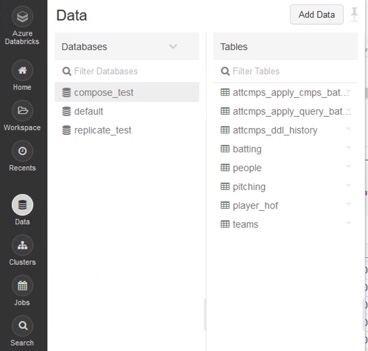 Azure
Databricks
Home
Workspace
Recents
Data
Clusters
Jobs
Search
Data
Add Data
Databases
Filter Databases
compose_test
default
replicate_test
Tables
Filter Tables
attcmps_apply_cmps_bat...
attcmps_apply_query_bat...
attcmps_ddl_history
batting
people
pitching
player_hof
teams